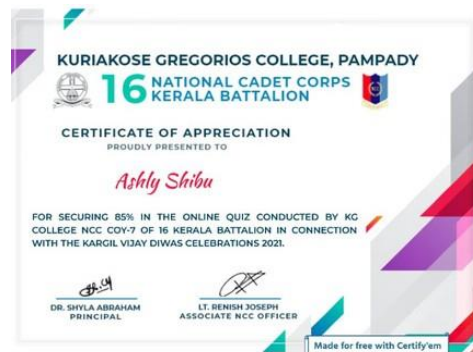 KURIAKOSE GREGORIOS COLLEGE, PAMPADY
16 NATIONAL CADET CORPS
KERALA BATTALION
CERTIFICATE OF APPRECIATION
PROUDLY PRESENTED TO
Ashly Shibu
FOR SECURING 85% IN THE ONLINE QUIZ CONDUCTED BY KG
COLLEGE NCC COY-7 OF 16 KERALA BATTALION IN CONNECTION
WITH THE KARGIL VIJAY DIWAS CELEBRATIONS 2021.
DR. SHYLA ABRAHAM
PRINCIPAL
LT. RENISH JOSEPH
ASSOCIATE NCC OFFICER
Made for free with Certify'em